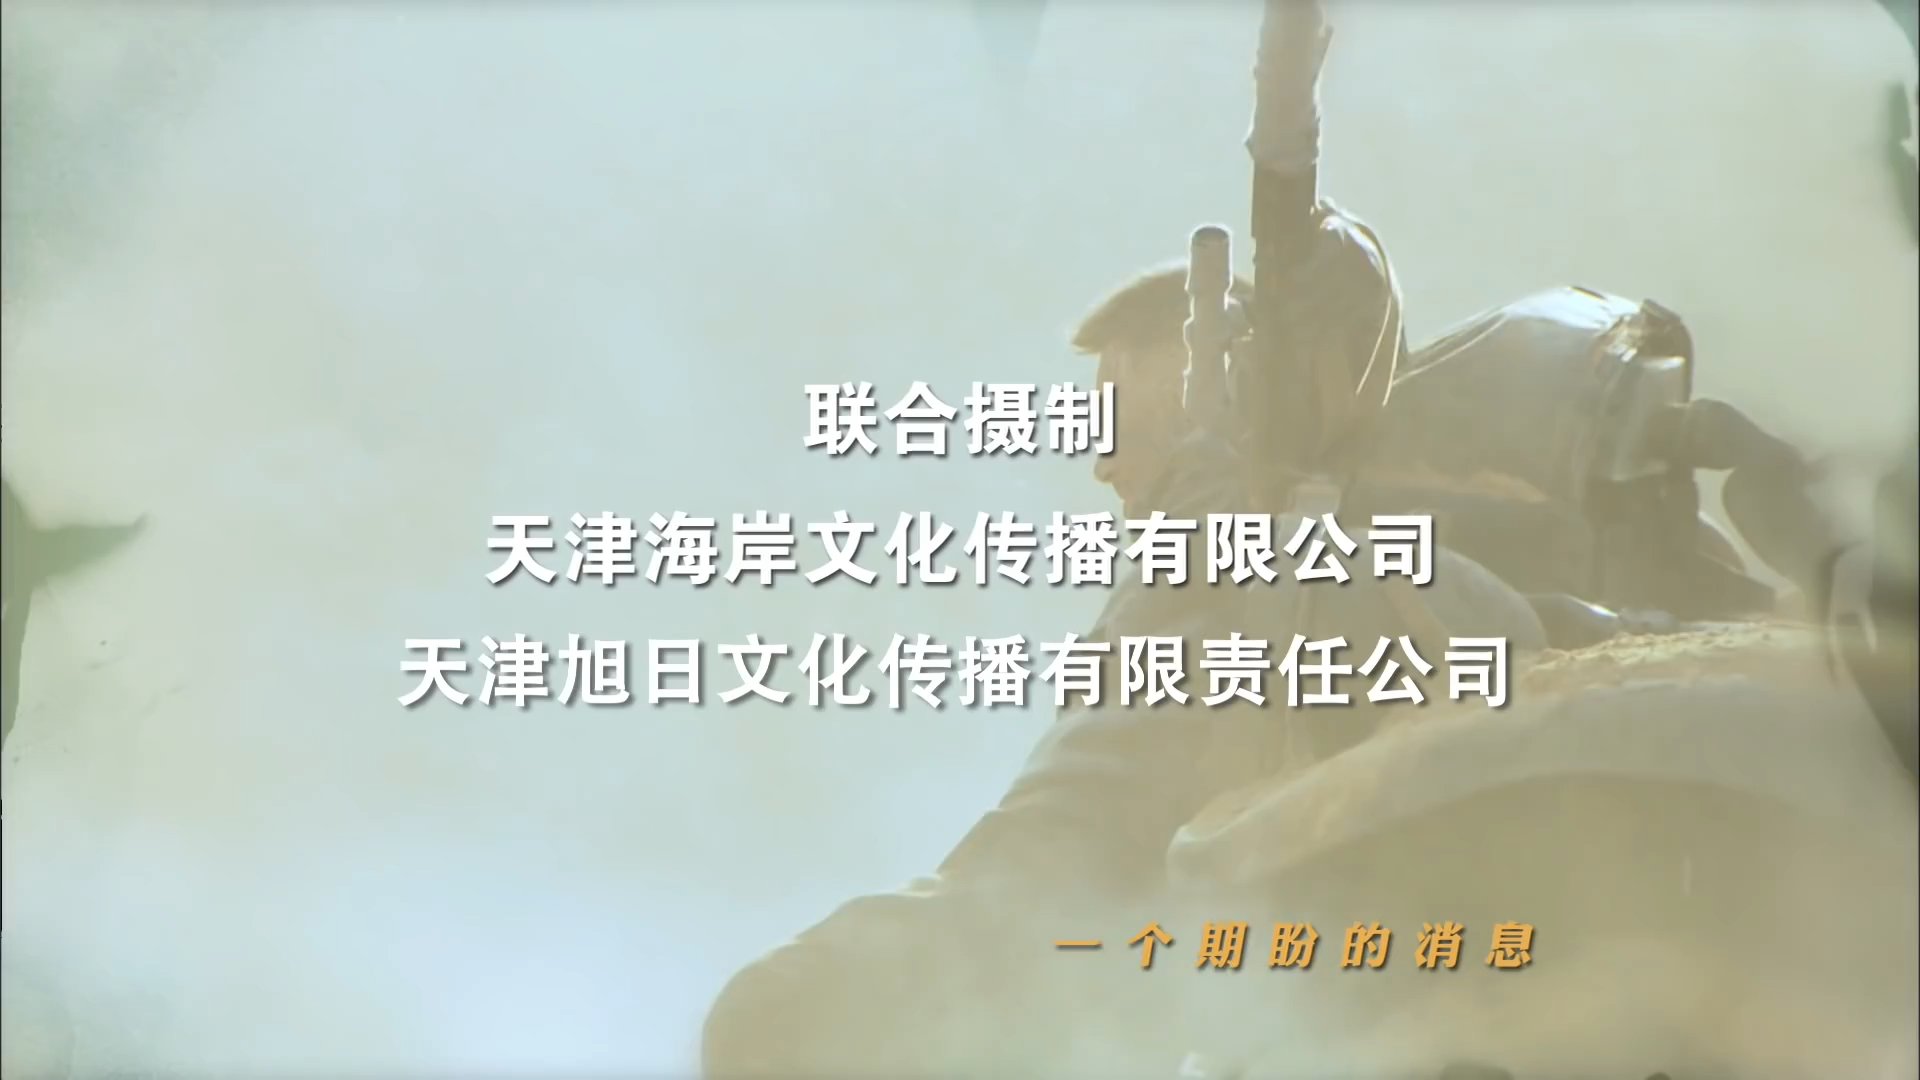 联合摄制
天津海岸文化传播有限公司
天津旭日文化传播有限责任公司
一个期盼的消息